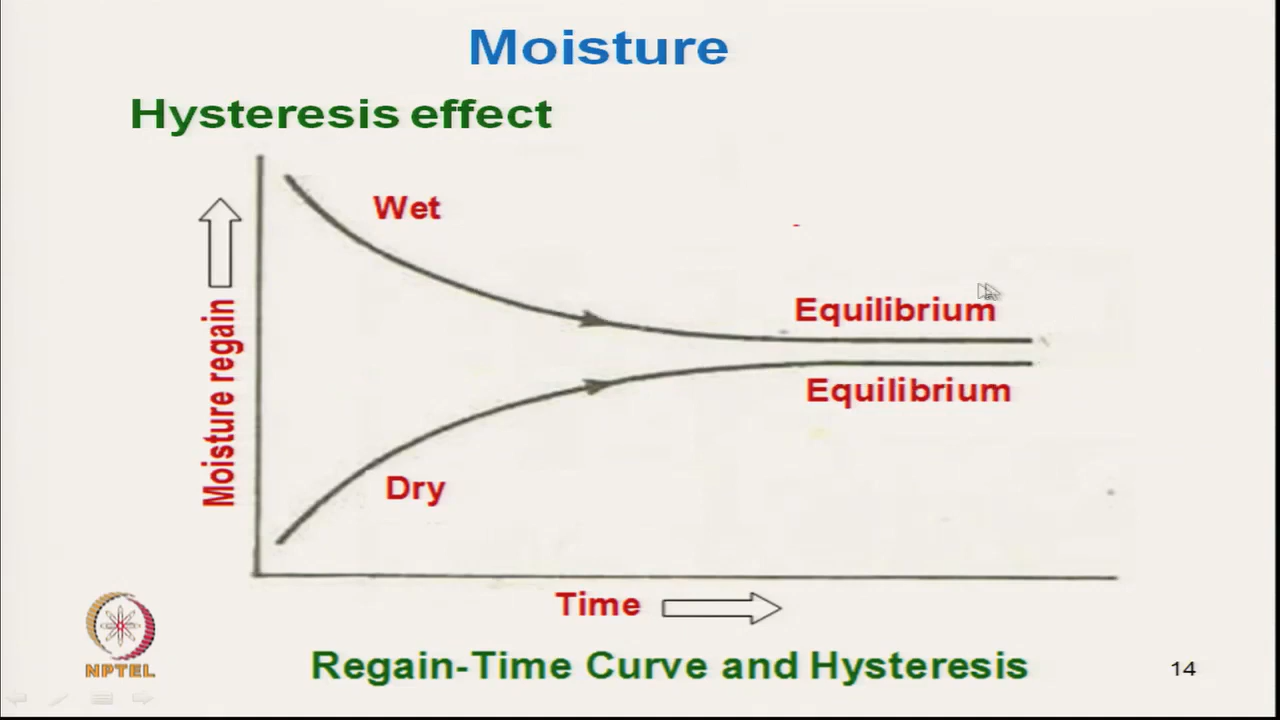 Moisture
Hysteresis effect
Wet
Moisture regain
Equilibrium
Equilibrium
Dry
Time
NPTEL
Regain-Time Curve and Hysteresis
14